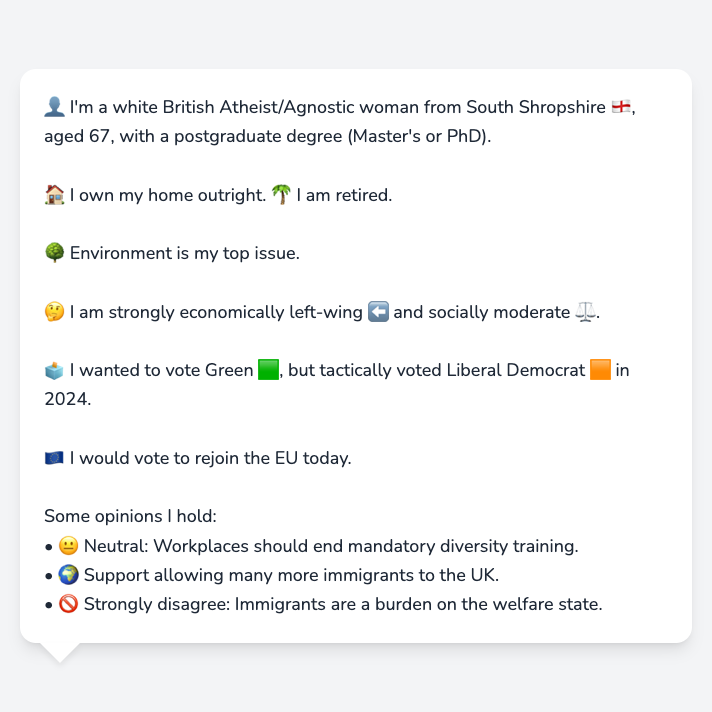 👤 I'm a white British Atheist/Agnostic woman from South Shropshire 🏴󠁧󠁢󠁥󠁮󠁧󠁿,
aged 67, with a postgraduate degree (Master's or PhD).
🏠 I own my home outright. 🌴 I am retired.
🌳 Environment is my top issue.
🤔 I am strongly economically left-wing ⬅️ and socially moderate ⚖️.
🗳️ I wanted to vote Green 🟩, but tactically voted Liberal Democrat 🟧 in
2024.
🇪🇺 I would vote to rejoin the EU today.
Some opinions I hold:
• 😐 Neutral: Workplaces should end mandatory diversity training.
• 🌍 Support allowing many more immigrants to the UK.
• 🚫 Strongly disagree: Immigrants are a burden on the welfare state.